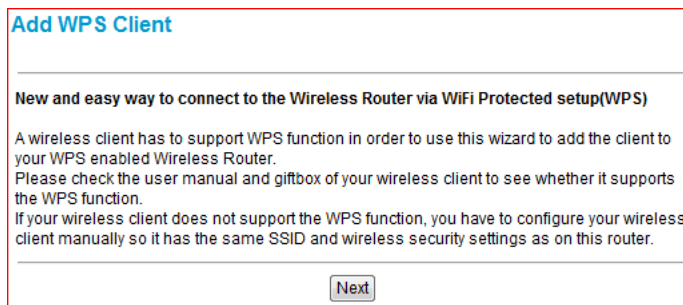 Add WPS Client
New and easy way to connect to the Wireless Router via WiFi Protected setup(WPS)
A wireless client has to support WPS function in order to use this wizard to add the client to
your WPS enabled Wireless Router.
Please check the user manual and giftbox of your wireless client to see whether it supports
the WPS function.
If your wireless client does not support the WPS function, you have to configure your wireless
client manually so it has the same SSID and wireless security settings as on this router.
Next